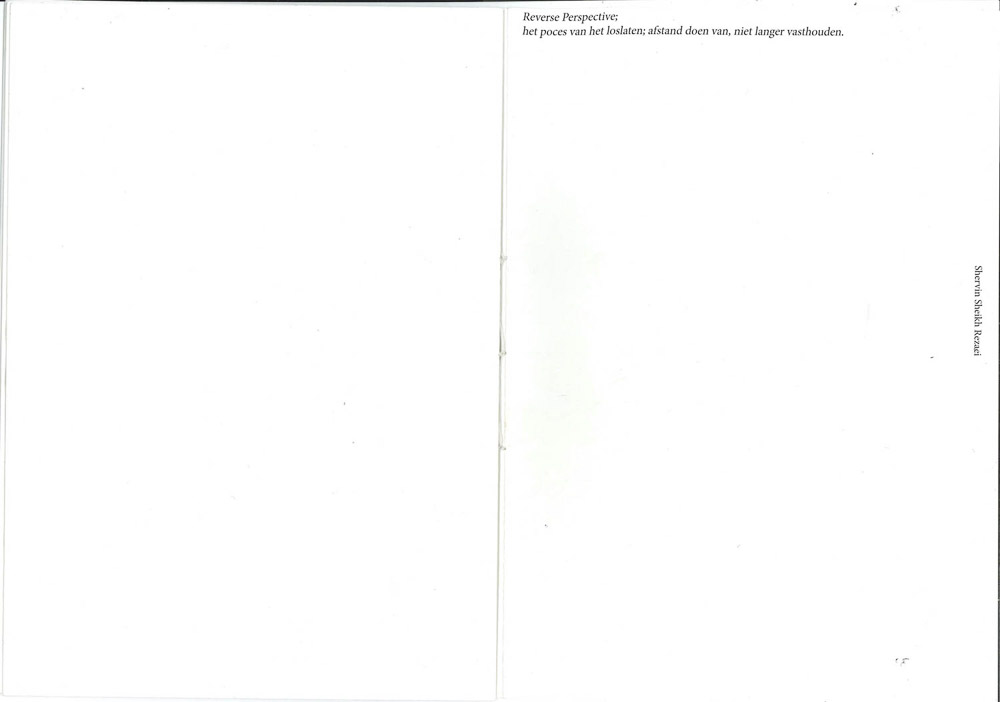 Reverse Perspective;
het poces van het loslaten; afstand doen van, niet langer vasthouden.
Shervin Sheikh Rezaei